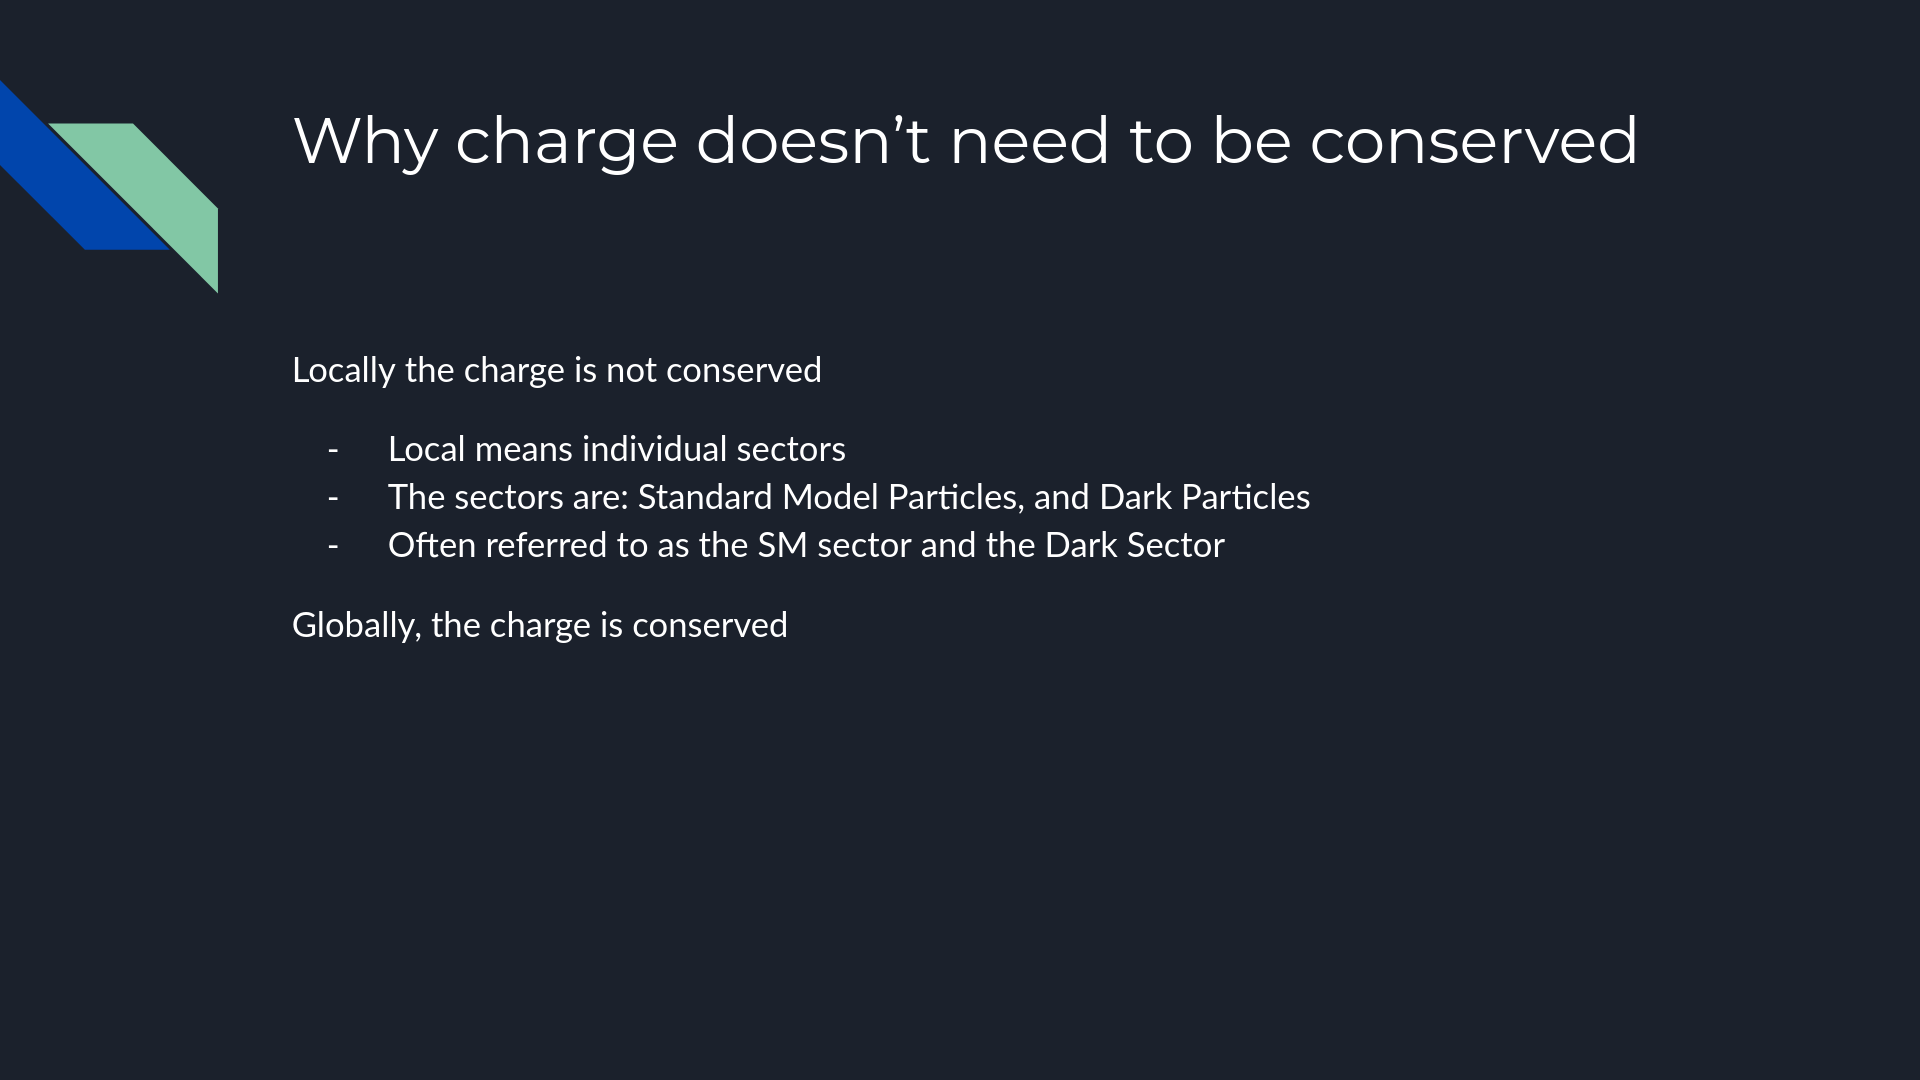 Why charge doesn’t need to be conserved
Locally the charge is not conserved
- Local means individual sectors
- The sectors are: Standard Model Particles, and Dark Particles
- Often referred to as the SM sector and the Dark Sector
Globally, the charge is conserved